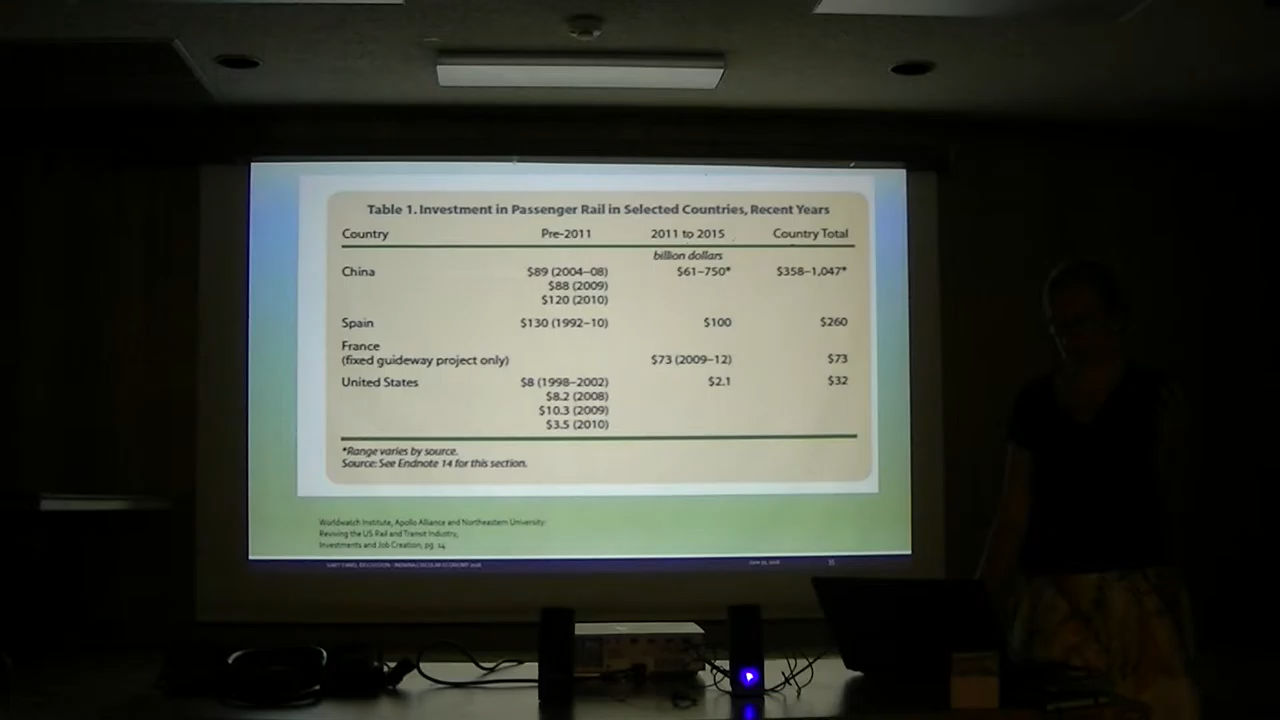 Table 1. Investment in Passenger Rail in Selected Countries, Recent Years
Country Pre-2011 2011 to 2015 Country Total
billion dollars
China $89 (2004–08) $61–750* $358–1,047*
$88 (2009)
$120 (2010)
Spain $130 (1992–10) $100 $260
France
(fixed guideway project only) $73 (2009–12) $73
United States $8 (1998–2002) $2.1 $32
$8.2 (2008)
$10.3 (2009)
$3.5 (2010)
*Range varies by source.
Source: See Endnote 14 for this section.
Worldwatch Institute, Apollo Alliance and Northeastern University:
Reviving the US Rail and Transit Industry,
Investments and Job Creation, pg. 14
35